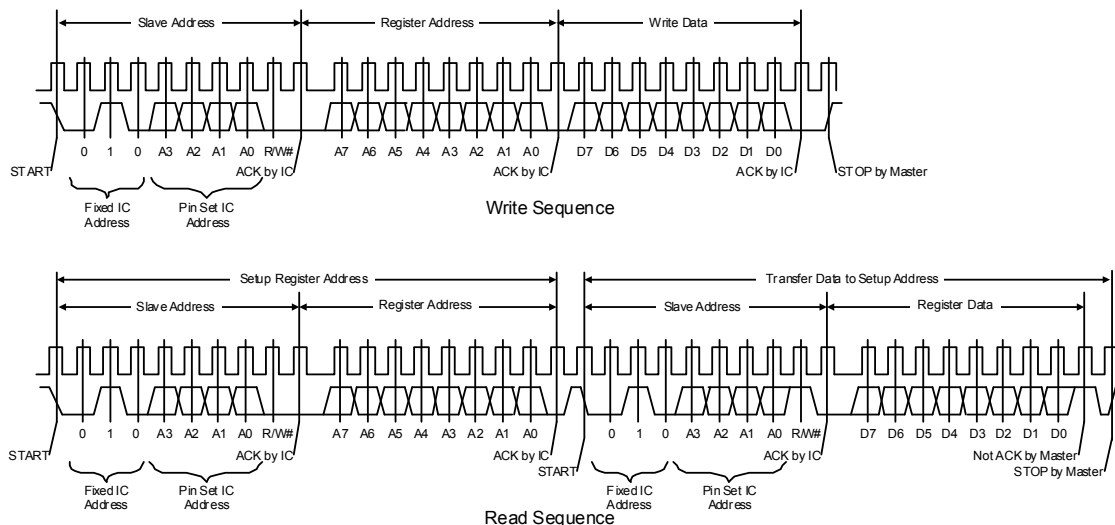 Slave Address Register Address Write Data
0 1 0 A3 A2 A1 A0 R/W# A7 A6 A5 A4 A3 A2 A1 A0 D7 D6 D5 D4 D3 D2 D1 D0
START ACK by IC ACK by IC ACK by IC STOP by Master
Fixed IC Address
Pin Set IC Address
Write Sequence
Setup Register Address Transfer Data to Setup Address
Slave Address Register Address Slave Address Register Data
0 1 0 A3 A2 A1 A0 R/W# A7 A6 A5 A4 A3 A2 A1 A0 0 1 0 A3 A2 A1 A0 R/W# D7 D6 D5 D4 D3 D2 D1 D0
START ACK by IC ACK by IC ACK by IC Not ACK by Master
START STOP by Master
Fixed IC Address
Pin Set IC Address
Fixed IC Address
Pin Set IC Address
Read Sequence